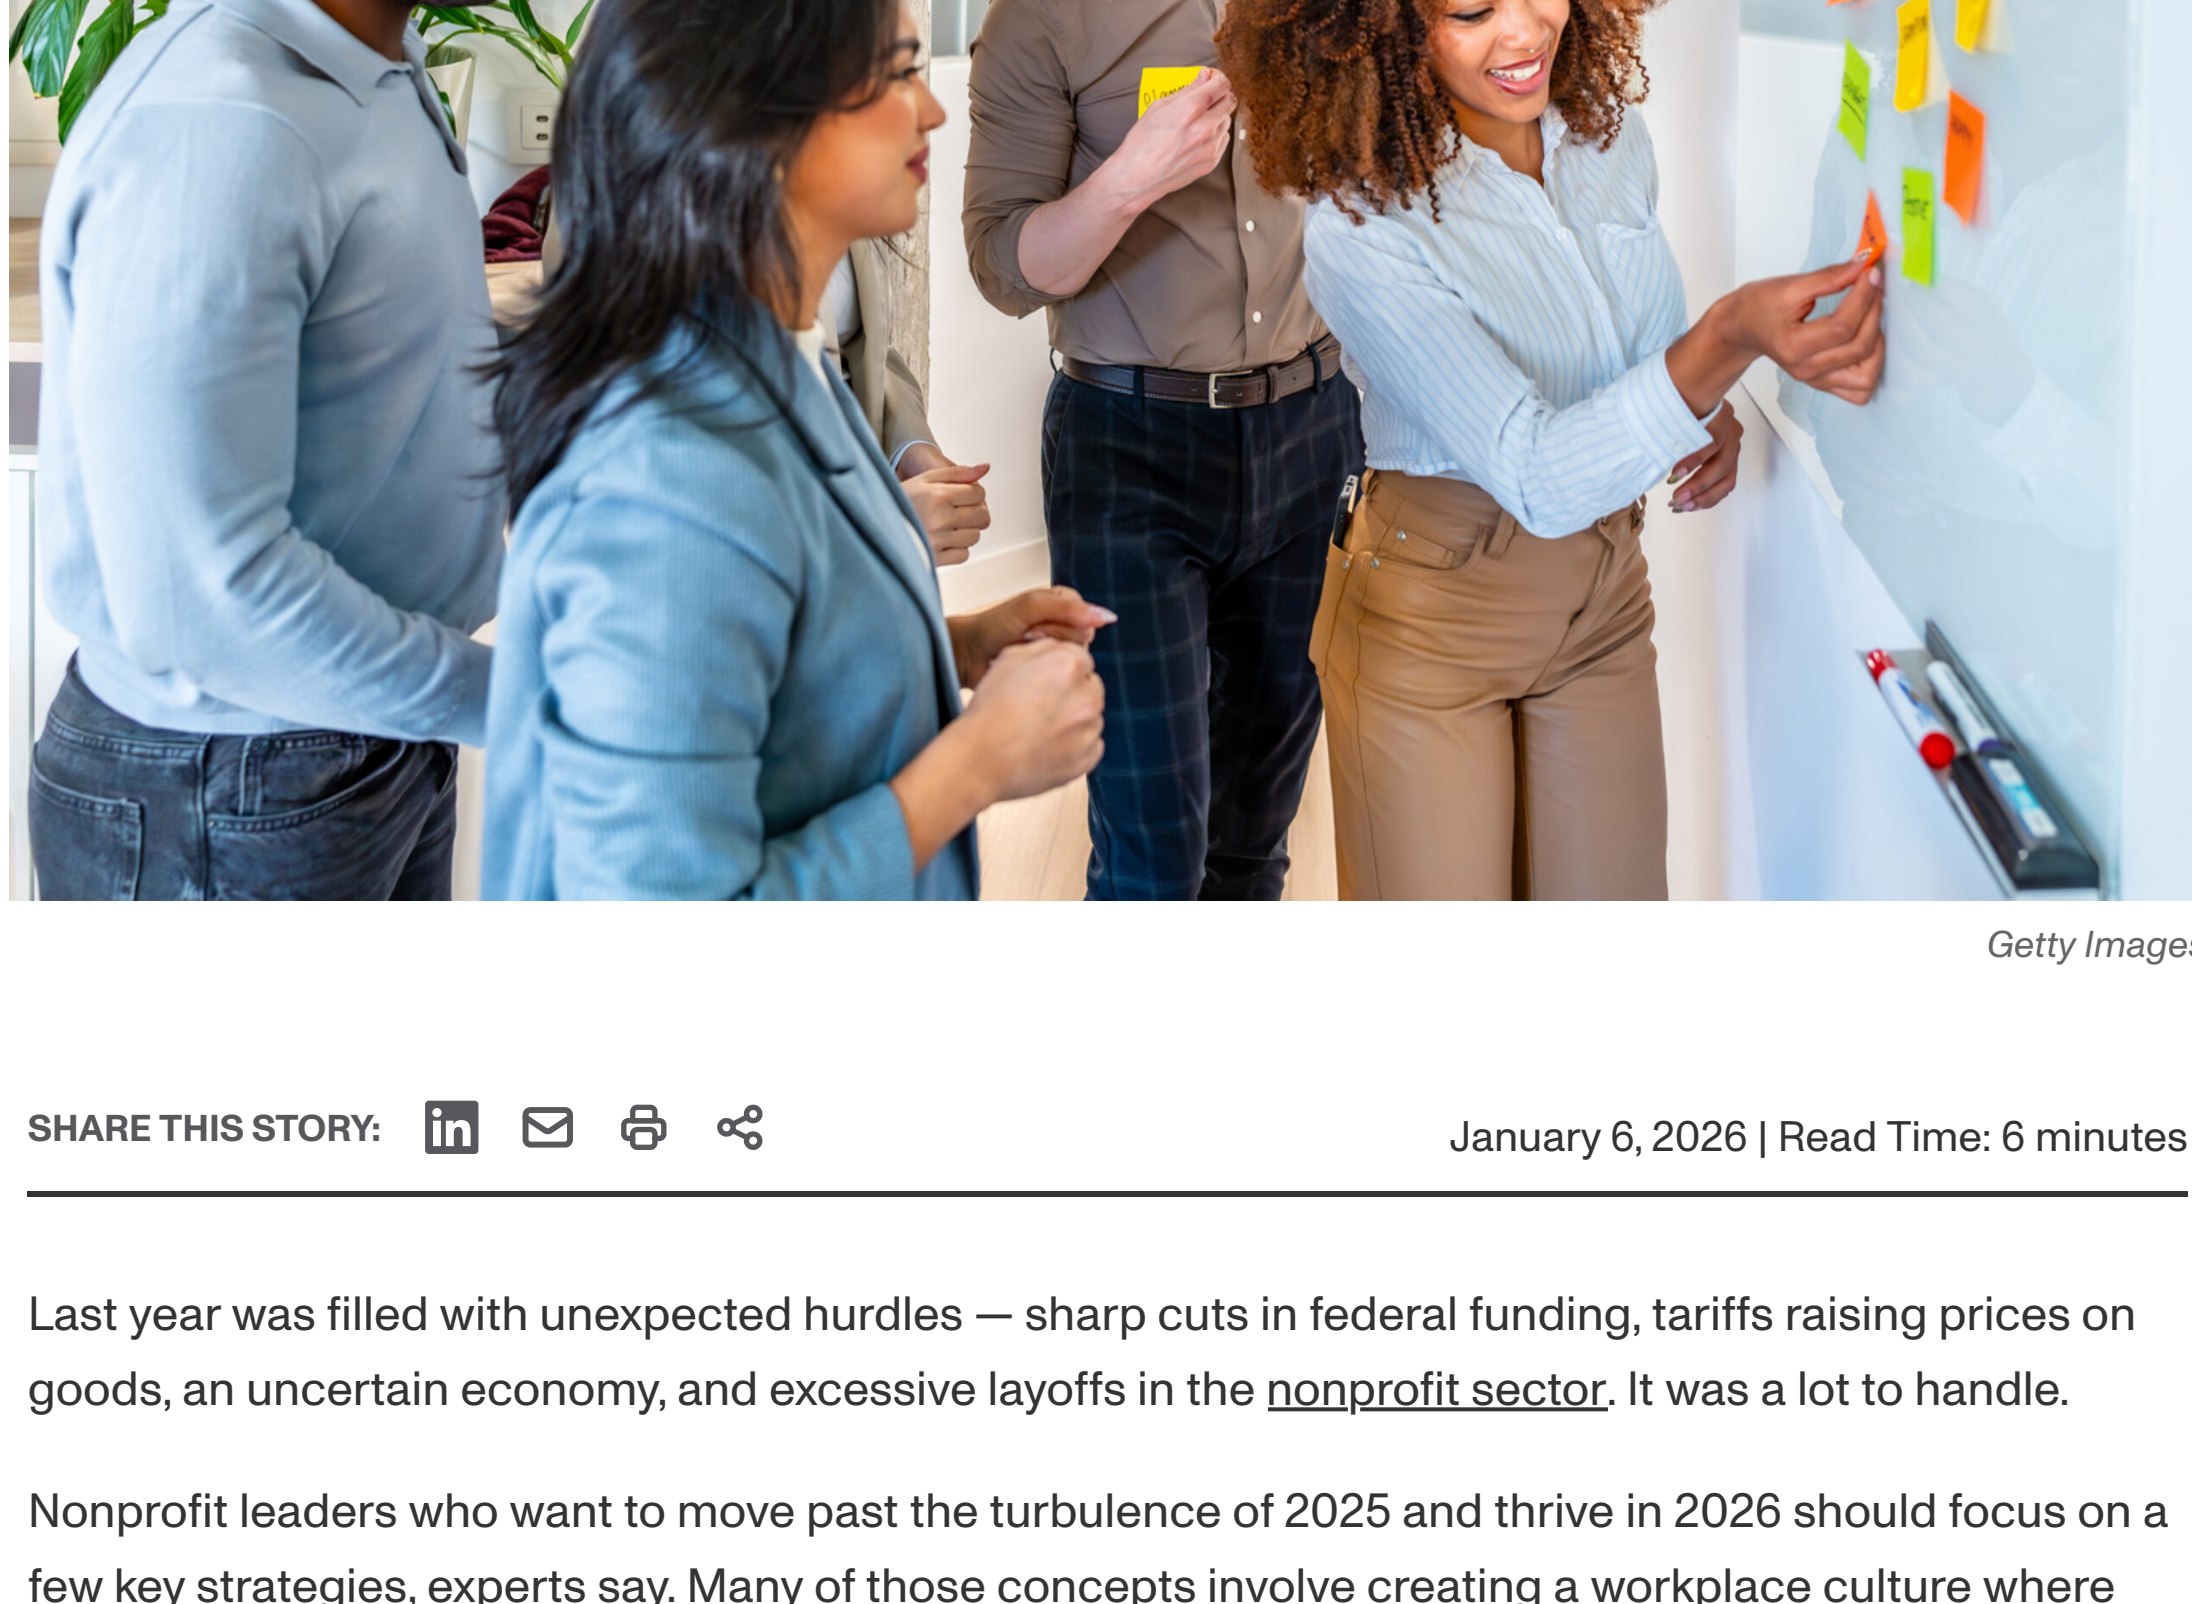 Getty Images
SHARE THIS STORY: in
January 6, 2026 | Read Time: 6 minutes
Last year was filled with unexpected hurdles — sharp cuts in federal funding, tariffs raising prices on
goods, an uncertain economy, and excessive layoffs in the nonprofit sector. It was a lot to handle.
Nonprofit leaders who want to move past the turbulence of 2025 and thrive in 2026 should focus on a
few key strategies, experts say. Many of those concepts involve creating a workplace culture where